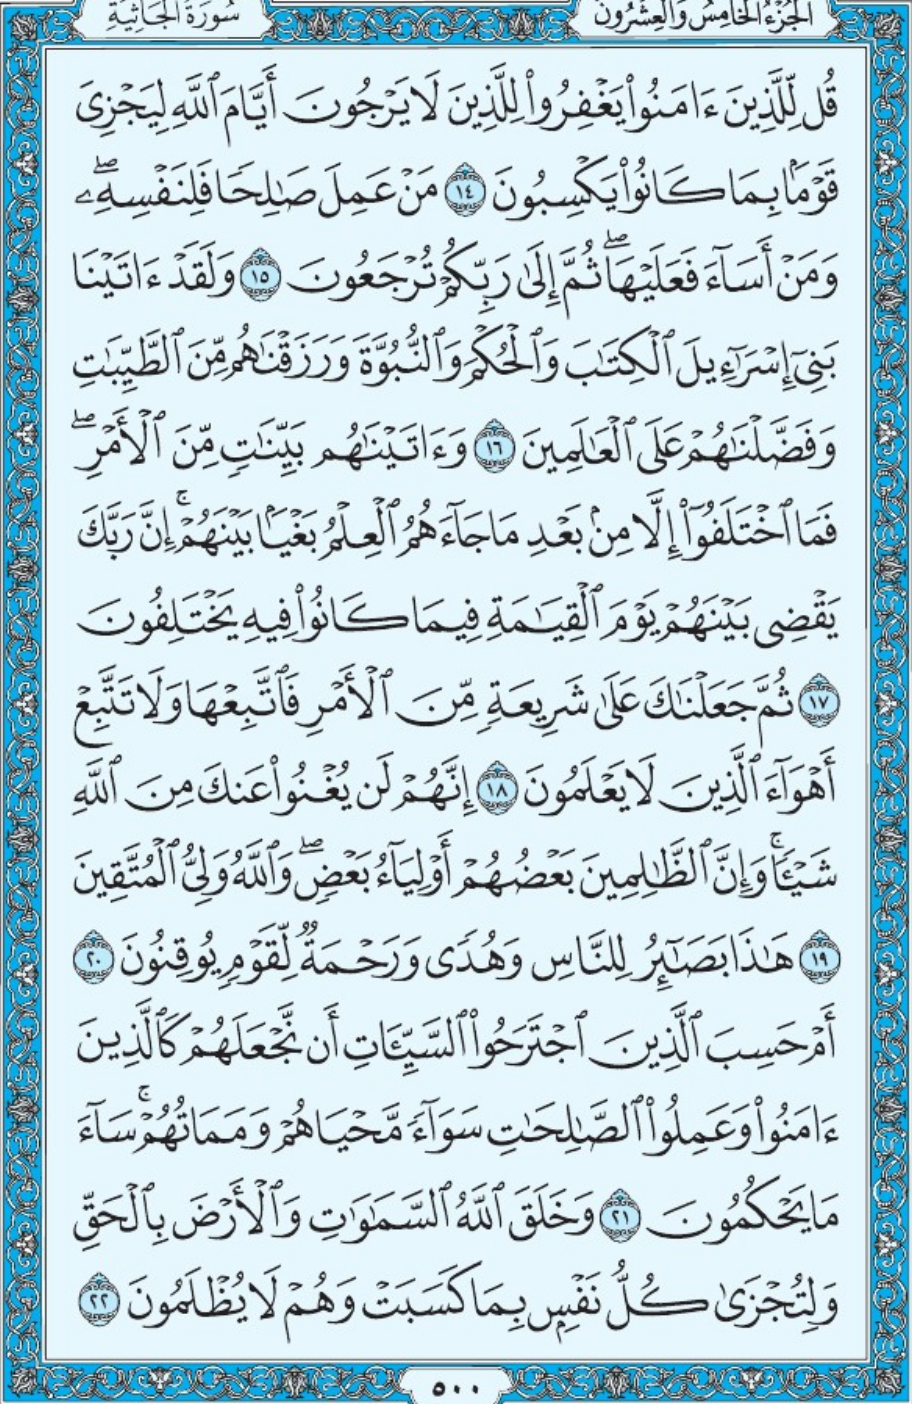 الجُزْءُ الخَامِسُ وَالعِشْرُونَ
سُورَةُ الجَاثِيَةِ
قُل لِّلَّذِينَ ءَامَنُواْ يَغْفِرُواْ لِلَّذِينَ لَا يَرْجُونَ أَيَّامَ ٱللَّهِ لِيَجْزِىَ
قَوْمَۢا بِمَا كَانُواْ يَكْسِبُونَ ١٤ مَنْ عَمِلَ صَٰلِحًا فَلِنَفْسِهِۦۖ
وَمَنْ أَسَآءَ فَعَلَيْهَاۖ ثُمَّ إِلَىٰ رَبِّكُمْ تُرْجَعُونَ ١٥ وَلَقَدْ ءَاتَيْنَا
بَنِىٓ إِسْرَٰٓءِيلَ ٱلْكِتَٰبَ وَٱلْحُكْمَ وَٱلنُّبُوَّةَ وَرَزَقْنَٰهُم مِّنَ ٱلطَّيِّبَٰتِ
وَفَضَّلْنَٰهُمْ عَلَى ٱلْعَٰلَمِينَ ١٦ وَءَاتَيْنَٰهُم بَيِّنَٰتٍ مِّنَ ٱلْأَمْرِۖ
فَمَا ٱخْتَلَفُوٓاْ إِلَّا مِنۢ بَعْدِ مَا جَآءَهُمُ ٱلْعِلْمُ بَغْيَۢا بَيْنَهُمْۚ إِنَّ رَبَّكَ
يَقْضِى بَيْنَهُمْ يَوْمَ ٱلْقِيَٰمَةِ فِيمَا كَانُواْ فِيهِ يَخْتَلِفُونَ
١٧ ثُمَّ جَعَلْنَٰكَ عَلَىٰ شَرِيعَةٍ مِّنَ ٱلْأَمْرِ فَٱتَّبِعْهَا وَلَا تَتَّبِعْ
أَهْوَآءَ ٱلَّذِينَ لَا يَعْلَمُونَ ١٨ إِنَّهُمْ لَن يُغْنُواْ عَنكَ مِنَ ٱللَّهِ
شَيْـًٔاۚ وَإِنَّ ٱلظَّٰلِمِينَ بَعْضُهُمْ أَوْلِيَآءُ بَعْضٍۖ وَٱللَّهُ وَلِىُّ ٱلْمُتَّقِينَ
١٩ هَٰذَا بَصَٰٓئِرُ لِلنَّاسِ وَهُدًى وَرَحْمَةٌ لِّقَوْمٍ يُوقِنُونَ ٢٠
أَمْ حَسِبَ ٱلَّذِينَ ٱجْتَرَحُواْ ٱلسَّيِّـَٔاتِ أَن نَّجْعَلَهُمْ كَٱلَّذِينَ
ءَامَنُواْ وَعَمِلُواْ ٱلصَّٰلِحَٰتِ سَوَآءً مَّحْيَاهُمْ وَمَمَاتُهُمْۚ سَآءَ
مَا يَحْكُمُونَ ٢١ وَخَلَقَ ٱللَّهُ ٱلسَّمَٰوَٰتِ وَٱلْأَرْضَ بِٱلْحَقِّ
وَلِتُجْزَىٰ كُلُّ نَفْسٍۭ بِمَا كَسَبَتْ وَهُمْ لَا يُظْلَمُونَ ٢٢
٥٠٠